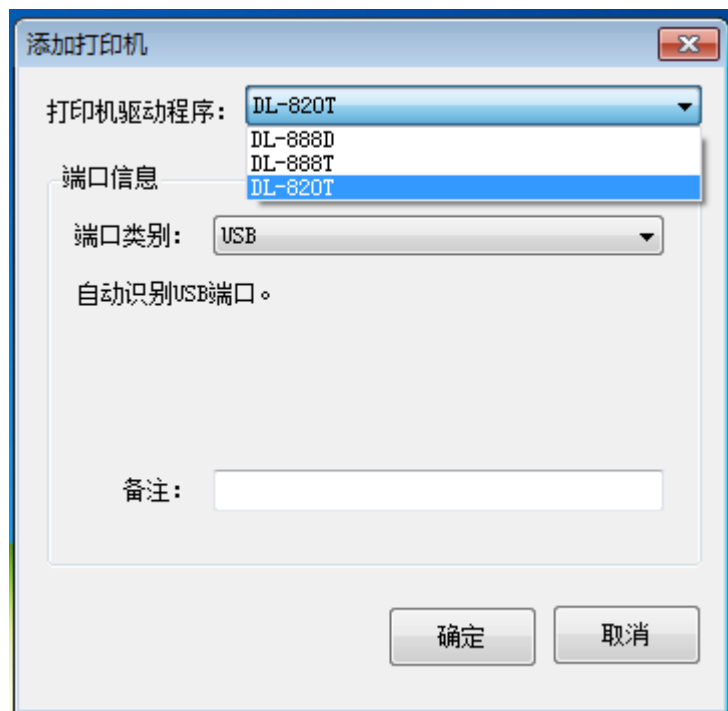 添加打印机
打印机驱动程序: DL-820T
DL-888D
DL-888T
DL-820T
端口信息
端口类别: USB
自动识别USB端口。
备注:
确定 取消